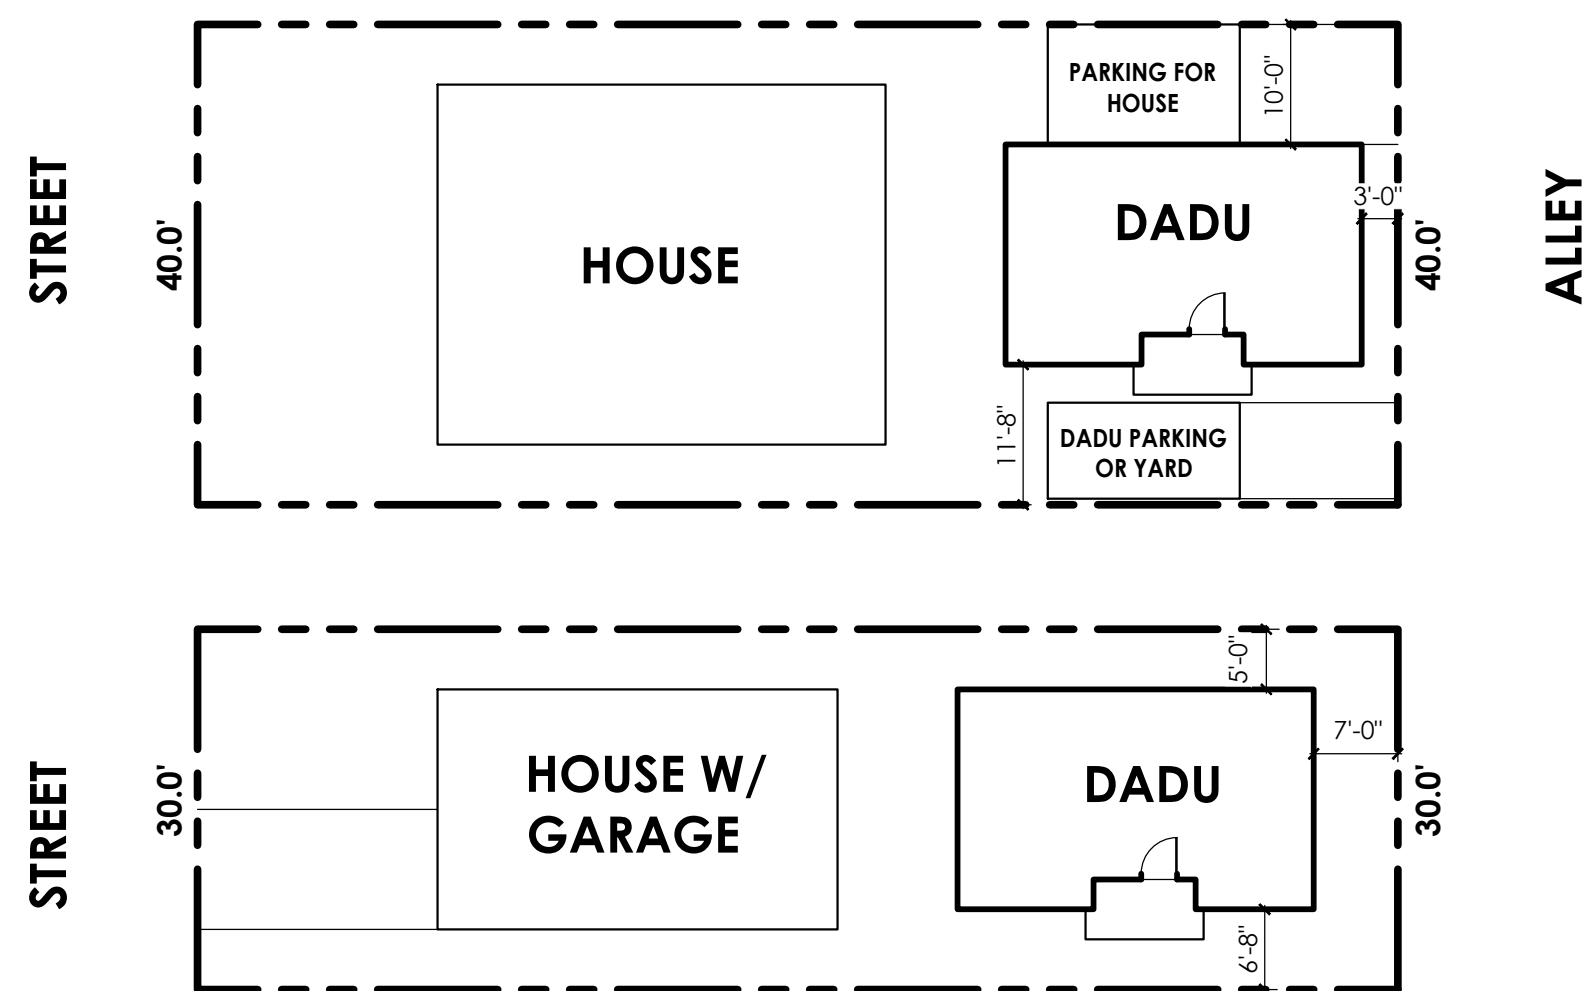 STREET
40.0'
HOUSE
PARKING FOR
HOUSE
10'-0"
DADU
3'-0"
40.0'
ALLEY
11'-8"
DADU PARKING
OR YARD
STREET
30.0'
HOUSE W/
GARAGE
DADU
5'-0"
7'-0"
30.0'
6'-8"